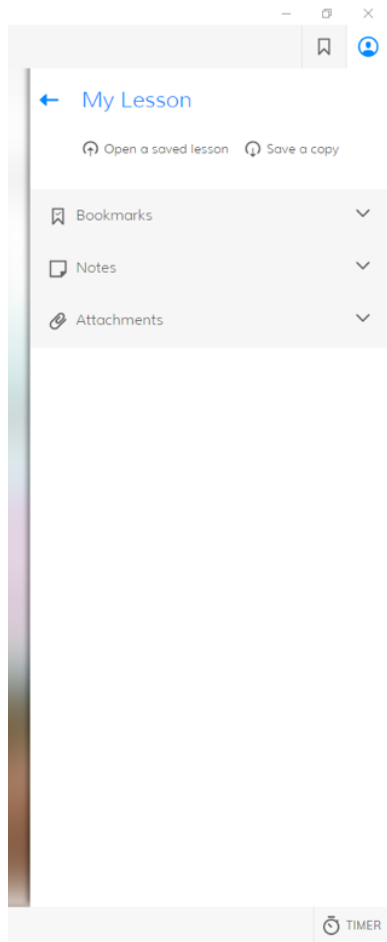 My Lesson
Open a saved lesson Save a copy
Bookmarks
Notes
Attachments
TIMER